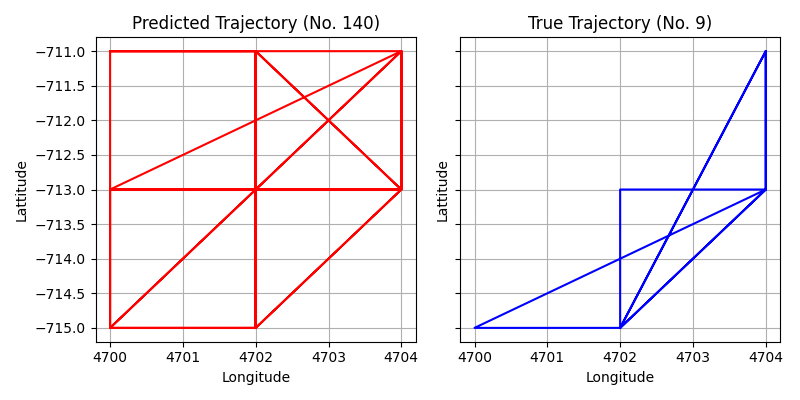 Predicted Trajectory (No. 140)
True Trajectory (No. 9)
Lattitude
−711.0
−711.5
−712.0
−712.5
−713.0
−713.5
−714.0
−714.5
−715.0
4700 4701 4702 4703 4704
Longitude
Lattitude
4700 4701 4702 4703 4704
Longitude